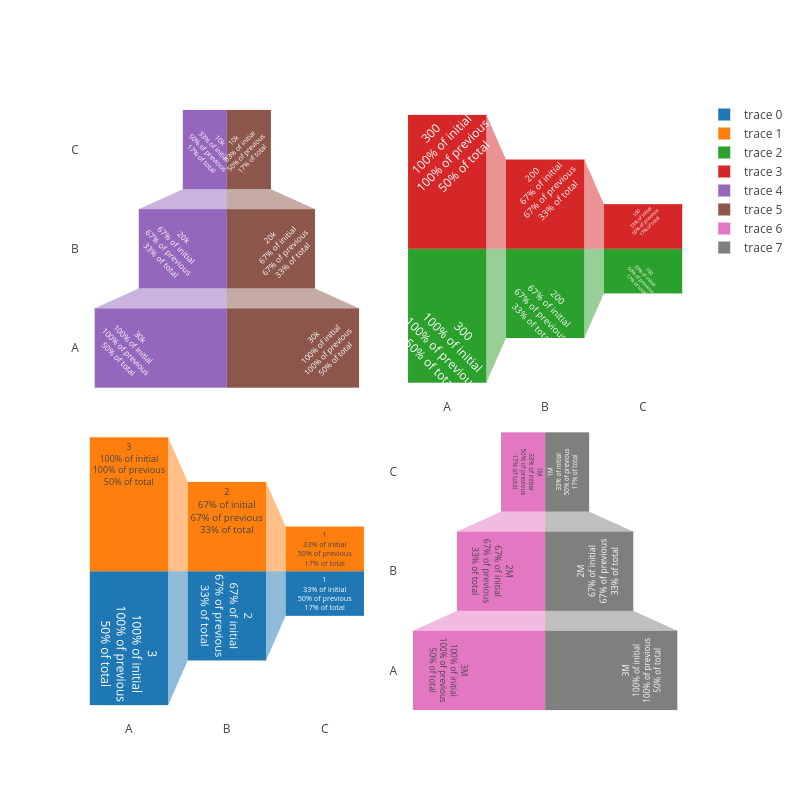 C
10k
33% of initial
50% of previous
17% of total
10k
33% of initial
50% of previous
17% of total
B
20k
67% of initial
67% of previous
33% of total
20k
67% of initial
67% of previous
33% of total
A
30k
100% of initial
100% of previous
50% of total
30k
100% of initial
100% of previous
50% of total
300
100% of initial
100% of previous
50% of total
200
67% of initial
67% of previous
33% of total
100
33% of initial
50% of previous
17% of total
300
100% of initial
100% of previous
50% of total
200
67% of initial
67% of previous
33% of total
100
33% of initial
50% of previous
17% of total
A
B
C
trace 0
trace 1
trace 2
trace 3
trace 4
trace 5
trace 6
trace 7
3
100% of initial
100% of previous
50% of total
2
67% of initial
67% of previous
33% of total
1
33% of initial
50% of previous
17% of total
3
100% of initial
100% of previous
50% of total
2
67% of initial
67% of previous
33% of total
1
33% of initial
50% of previous
17% of total
A
B
C
C
1M
33% of initial
50% of previous
17% of total
1M
33% of initial
50% of previous
17% of total
B
2M
67% of initial
67% of previous
33% of total
2M
67% of initial
67% of previous
33% of total
A
3M
100% of initial
100% of previous
50% of total
3M
100% of initial
100% of previous
50% of total